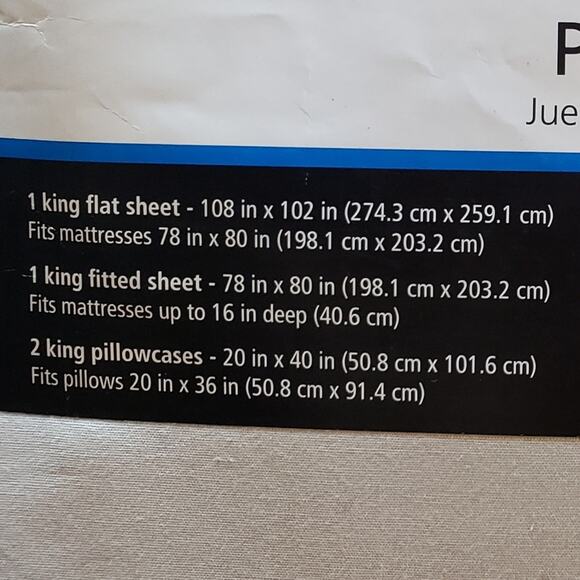 P
Jue
1 king flat sheet - 108 in x 102 in (274.3 cm x 259.1 cm)
Fits mattresses 78 in x 80 in (198.1 cm x 203.2 cm)
1 king fitted sheet - 78 in x 80 in (198.1 cm x 203.2 cm)
Fits mattresses up to 16 in deep (40.6 cm)
2 king pillowcases - 20 in x 40 in (50.8 cm x 101.6 cm)
Fits pillows 20 in x 36 in (50.8 cm x 91.4 cm)